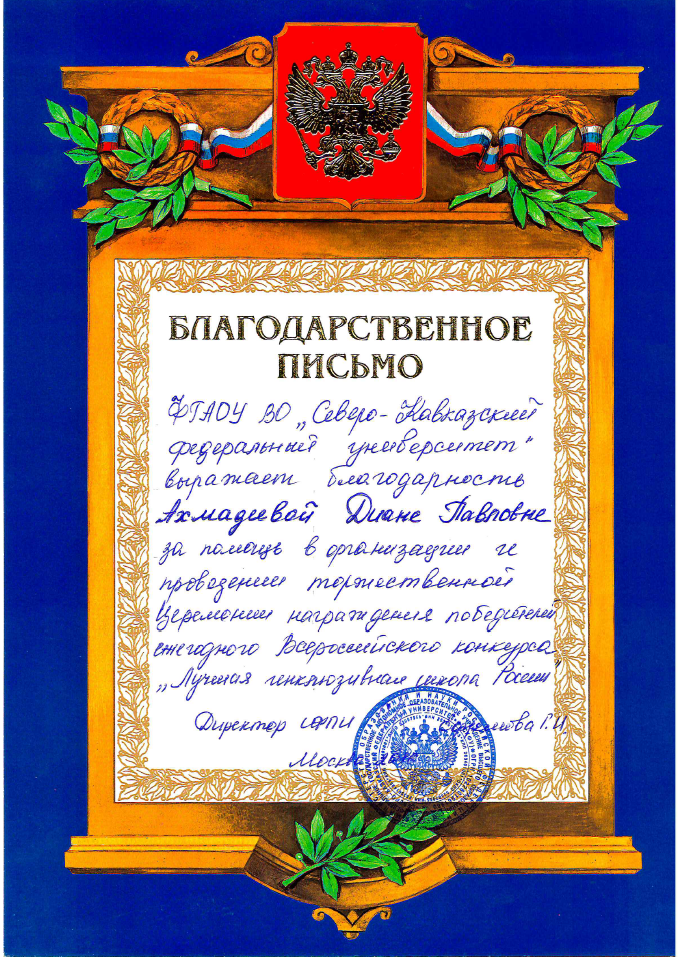 БЛАГОДАРСТВЕННОЕ
ПИСЬМО
ФГАОУ ВО „Северо-Кавказский
федеральный университет"
выражает благодарность
Ахмадеевой Диане Павловне
за помощь в организации и
проведении торжественной
церемонии награждения победителей
ежегодного Всероссийского конкурса
„Лучшая инклюзивная школа России"
Директор
Москва